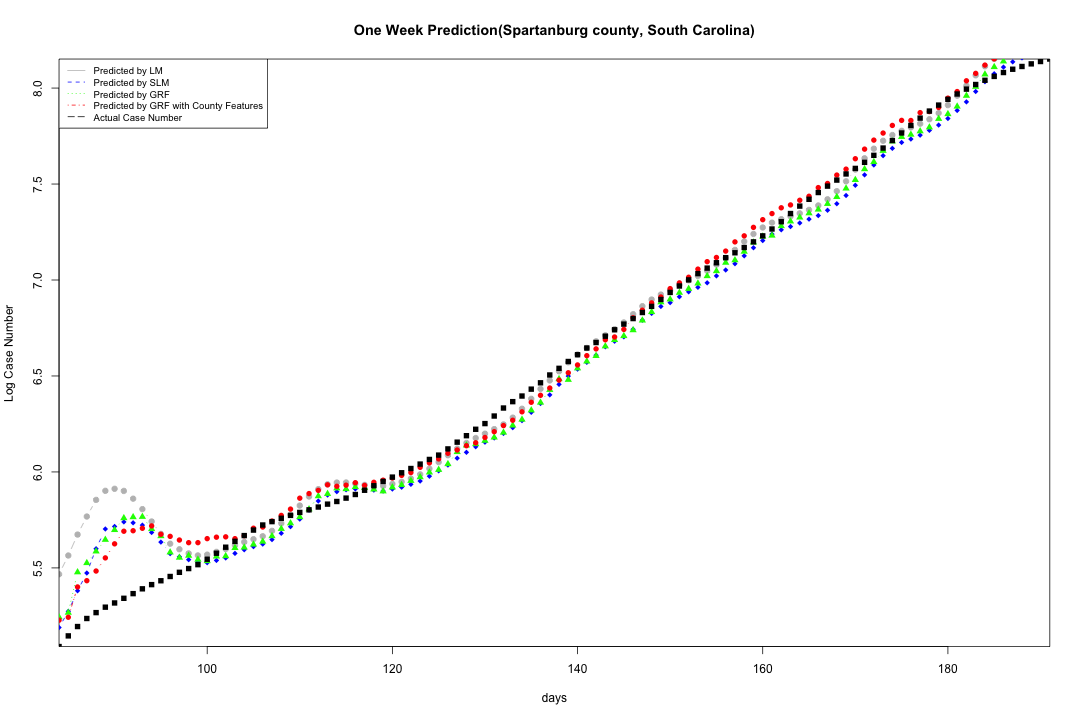 One Week Prediction(Spartanburg county, South Carolina)
Predicted by LM
Predicted by SLM
Predicted by GRF
Predicted by GRF with County Features
Actual Case Number
8.0
7.5
7.0
6.5
6.0
5.5
Log Case Number
100 120 140 160 180
days